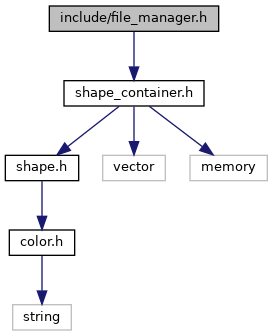 include/file_manager.h
shape_container.h
shape.h
vector
memory
color.h
string